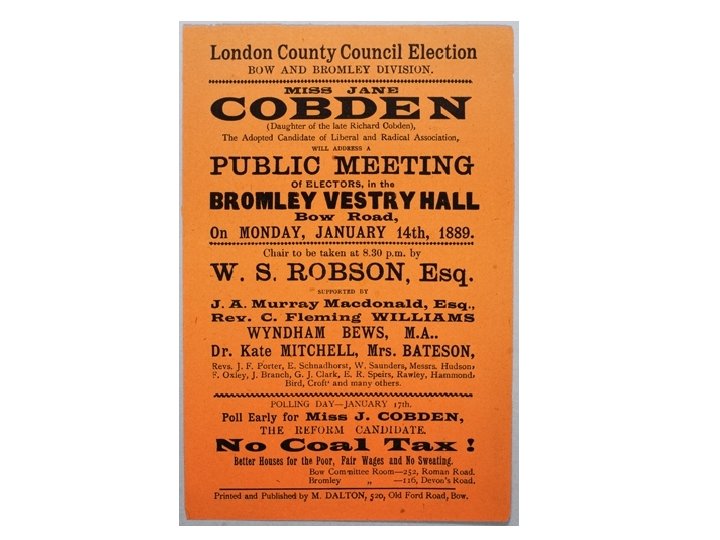 London County Council Election
BOW AND BROMLEY DIVISION.
MISS JANE
COBDEN
(Daughter of the late Richard Cobden),
The Adopted Candidate of Liberal and Radical Association,
WILL ADDRESS A
PUBLIC MEETING
Of ELECTORS, in the
BROMLEY VESTRY HALL
Bow Road,
On MONDAY, JANUARY 14th, 1889.
Chair to be taken at 8.30 p.m. by
W. S. ROBSON, Esq.
SUPPORTED BY
J. A. Murray Macdonald, Esq.,
Rev. C. Fleming WILLIAMS
WYNDHAM BEWS, M.A..
Dr. Kate MITCHELL, Mrs. BATESON,
Revs. J. F. Porter, E. Schnadhorst, W. Saunders, Messrs. Hudson,
F. Oxley, J. Branch, G. J. Clark, E. R. Speirs, Rawley, Hammond,
Bird, Croft and many others.
POLLING DAY—JANUARY 17th.
Poll Early for Miss J. COBDEN,
THE REFORM CANDIDATE.
No Coal Tax !
Better Houses for the Poor, Fair Wages and No Sweating.
Bow Committee Room—252, Roman Road.
Bromley „ —116, Devon's Road.
Printed and Published by M. DALTON, 520, Old Ford Road, Bow.